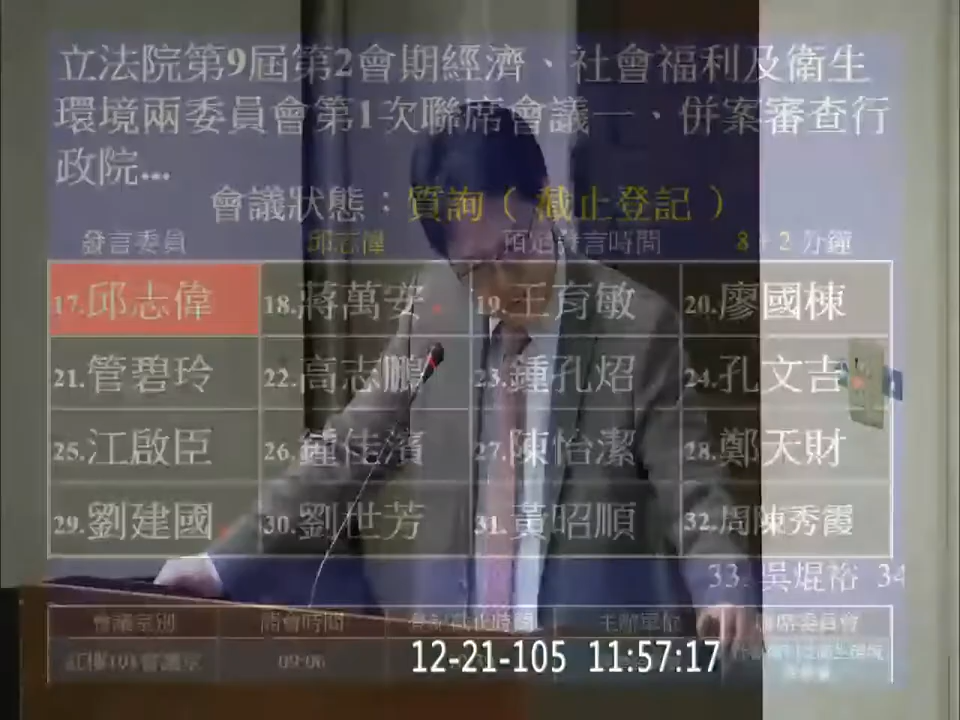 立法院第9屆第2會期經濟、社會福利及衛生
環境兩委員會第1次聯席會議一、併案審查行
政院...
會議狀態：質詢（截止登記）
發言委員 邱志偉 預定發言時間 8+2 分鐘
17.邱志偉 18.蔣萬安 19.王育敏 20.廖國棟
21.管碧玲 22.高志鵬 23.鍾孔炤 24.孔文吉
25.江啟臣 26.鍾佳濱 27.陳怡潔 28.鄭天財
29.劉建國 30.劉世芳 31.黃昭順 32.周陳秀霞
33. 吳焜裕 34
會議室別 開會時間 主辦單位
09:06
12-21-105 11:57:17